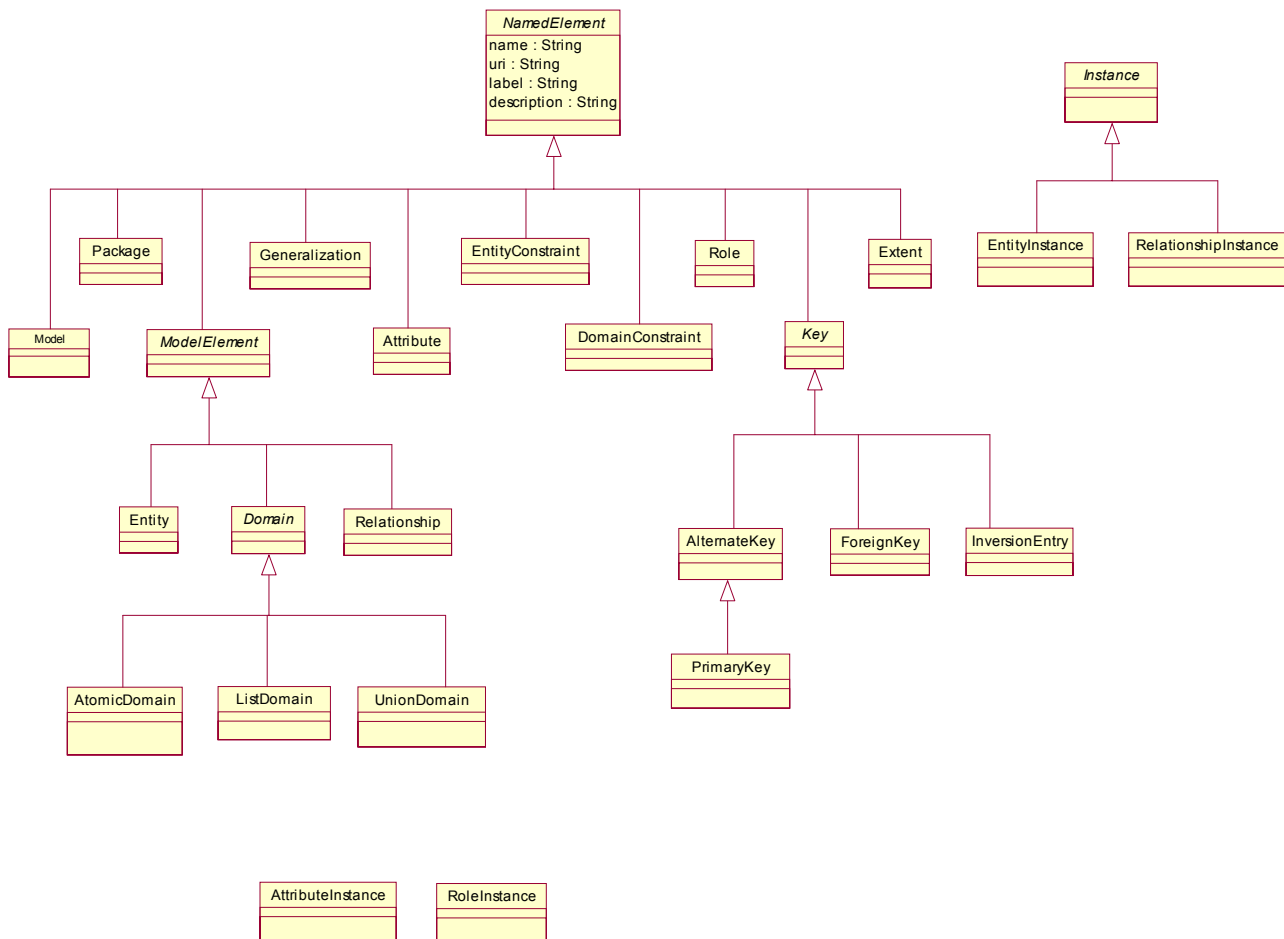 NamedElement
name : String
uri : String
label : String
description : String
Instance
Package
Generalization
EntityConstraint
Role
Extent
EntityInstance
RelationshipInstance
Model
ModelElement
Attribute
DomainConstraint
Key
Entity
Domain
Relationship
AlternateKey
ForeignKey
InversionEntry
PrimaryKey
AtomicDomain
ListDomain
UnionDomain
AttributeInstance
RoleInstance